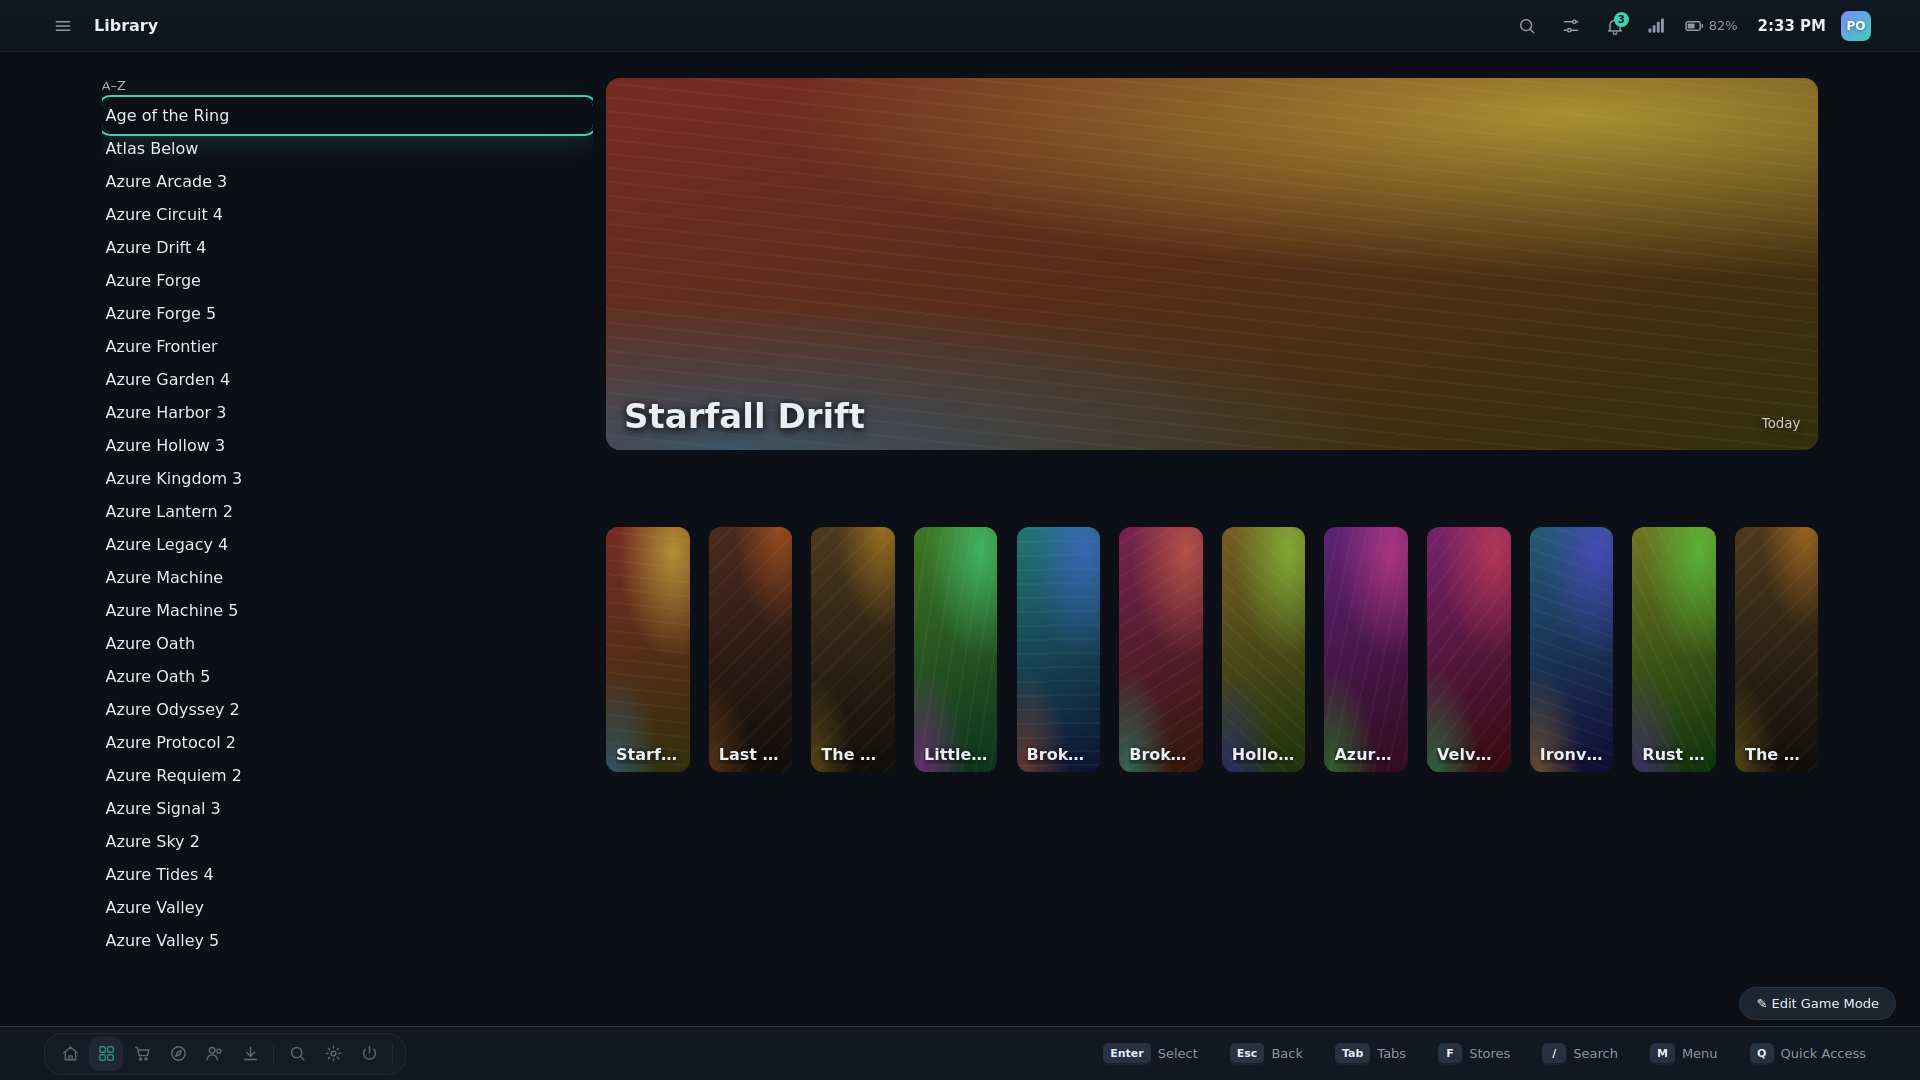 Library
3
82%
2:33 PM
PO
A–Z
Age of the Ring
Atlas Below
Azure Arcade 3
Azure Circuit 4
Azure Drift 4
Azure Forge
Azure Forge 5
Azure Frontier
Azure Garden 4
Azure Harbor 3
Azure Hollow 3
Azure Kingdom 3
Azure Lantern 2
Azure Legacy 4
Azure Machine
Azure Machine 5
Azure Oath
Azure Oath 5
Azure Odyssey 2
Azure Protocol 2
Azure Requiem 2
Azure Signal 3
Azure Sky 2
Azure Tides 4
Azure Valley
Azure Valley 5
Starfall Drift
Today
Starf…
Last …
The …
Little…
Brok…
Brok…
Hollo…
Azur…
Velv…
Ironv…
Rust …
The …
✎ Edit Game Mode
Enter Select
Esc Back
Tab Tabs
F Stores
/ Search
M Menu
Q Quick Access